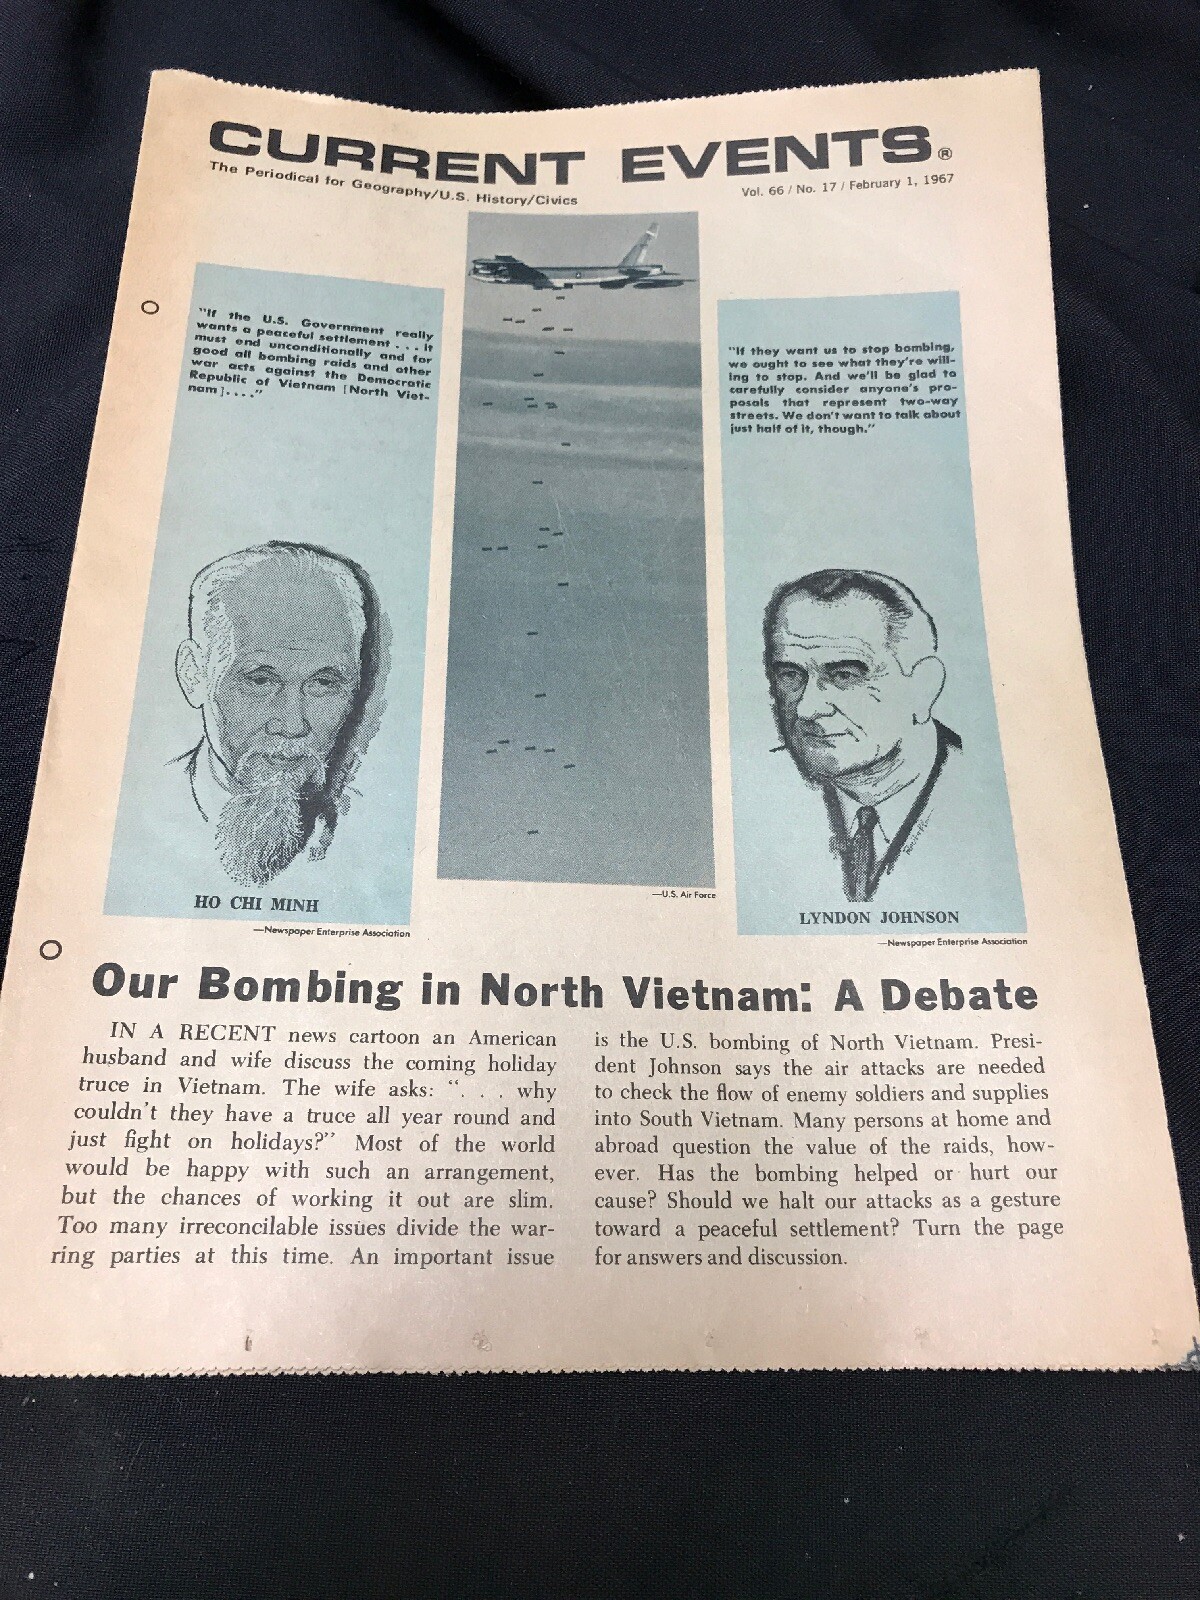 CURRENT EVENTS®
The Periodical for Geography/U.S. History/Civics
Vol. 66 / No. 17 / February 1, 1967
"If the U.S. Government really
wants a peaceful settlement . . . it
must end unconditionally and for
good all bombing raids and other
war acts against the Democratic
Republic of Vietnam [North Viet-
nam]. . . ."
HO CHI MINH
—Newspaper Enterprise Association
—U.S. Air Force
"If they want us to stop bombing,
we ought to see what they're will-
ing to stop. And we'll be glad to
carefully consider anyone's pro-
posals that represent two-way
streets. We don't want to talk about
just half of it, though."
LYNDON JOHNSON
—Newspaper Enterprise Association
Our Bombing in North Vietnam: A Debate
IN A RECENT news cartoon an American
husband and wife discuss the coming holiday
truce in Vietnam. The wife asks: ". . . why
couldn't they have a truce all year round and
just fight on holidays?" Most of the world
would be happy with such an arrangement,
but the chances of working it out are slim.
Too many irreconcilable issues divide the war-
ring parties at this time. An important issue
is the U.S. bombing of North Vietnam. Presi-
dent Johnson says the air attacks are needed
to check the flow of enemy soldiers and supplies
into South Vietnam. Many persons at home and
abroad question the value of the raids, how-
ever. Has the bombing helped or hurt our
cause? Should we halt our attacks as a gesture
toward a peaceful settlement? Turn the page
for answers and discussion.